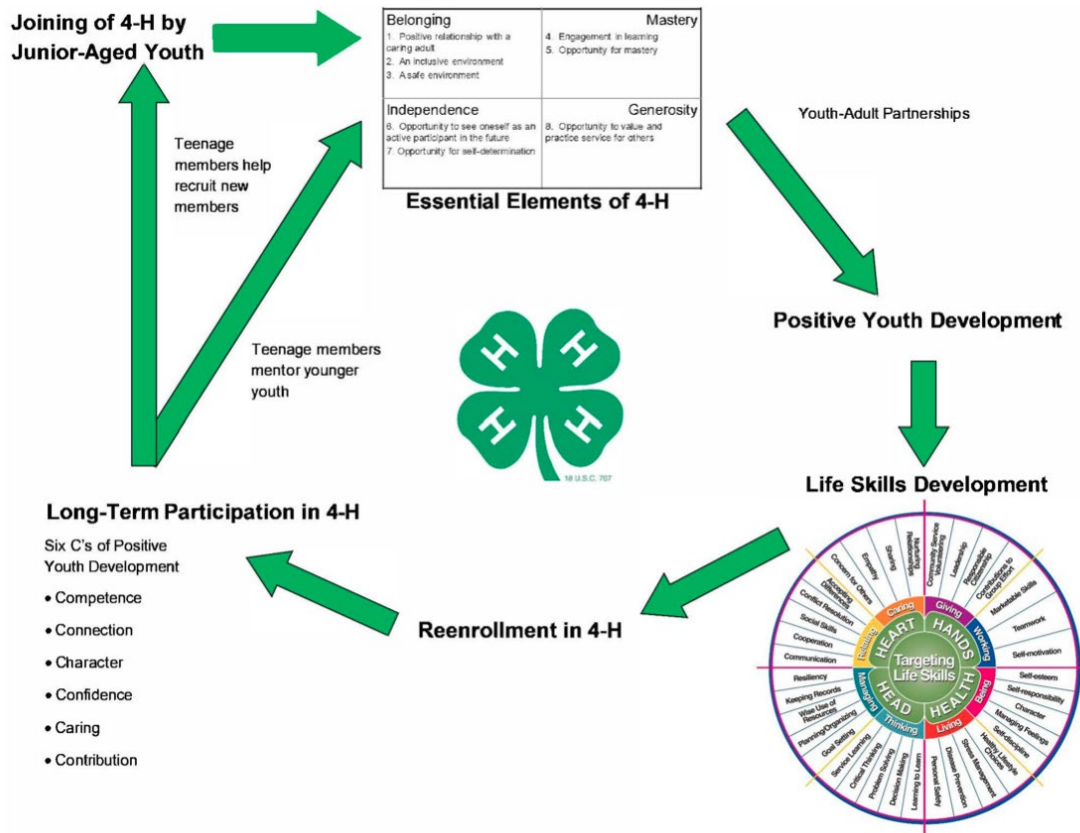 Joining of 4-H by
Junior-Aged Youth
Belonging
1. Positive relationship with a
caring adult
2. An inclusive environment
3. A safe environment
Mastery
4. Engagement in learning
5. Opportunity for mastery
Independence
6. Opportunity to see oneself as an
active participant in the future
7. Opportunity for self-determination
Generosity
8. Opportunity to value and
practice service for others
Essential Elements of 4-H
Youth-Adult Partnerships
Teenage
members help
recruit new
members
Teenage members
mentor younger
youth
H
H
H
H
18 U.S.C. 707
Positive Youth Development
Life Skills Development
Long-Term Participation in 4-H
Six C's of Positive
Youth Development
• Competence
• Connection
• Character
• Confidence
• Caring
• Contribution
Reenrollment in 4-H
Targeting
Life Skills
HEART
HANDS
HEAD
HEALTH
Relating
Caring
Giving
Working
Being
Living
Thinking
Managing
Communication
Cooperation
Social Skills
Conflict Resolution
Accepting
Differences
Concern for Others
Empathy
Sharing
Nurturing
Relationships
Community Service
Volunteering
Leadership
Responsible
Citizenship
Contributions to
Group Effort
Marketable Skills
Teamwork
Self-motivation
Self-esteem
Self-responsibility
Character
Managing Feelings
Self-discipline
Healthy Lifestyle
Choices
Stress Management
Disease Prevention
Personal Safety
Learning to Learn
Decision Making
Problem Solving
Critical Thinking
Service Learning
Goal Setting
Planning/Organizing
Wise Use of
Resources
Keeping Records
Resiliency